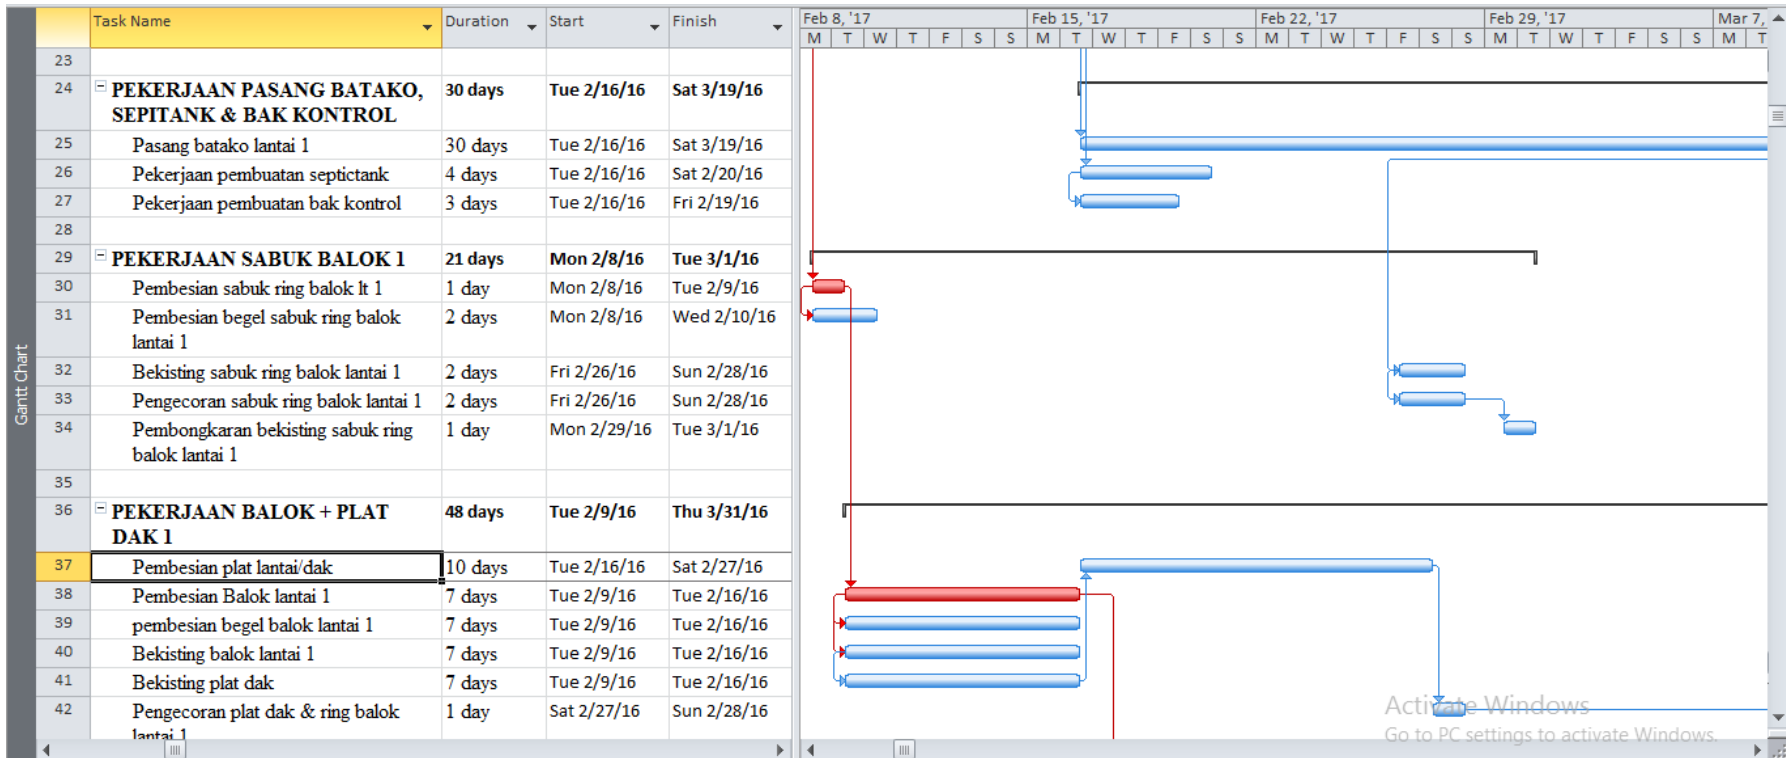 Task Name Duration Start Finish Feb 8, '17 Feb 15, '17 Feb 22, '17 Feb 29, '17 Mar 7,
M T W T F S S M T W T F S S M T W T F S S M T W T F S S M T
23
24 PEKERJAAN PASANG BATAKO, 30 days Tue 2/16/16 Sat 3/19/16
SEPITANK & BAK KONTROL
25 Pasang batako lantai 1 30 days Tue 2/16/16 Sat 3/19/16
26 Pekerjaan pembuatan septictank 4 days Tue 2/16/16 Sat 2/20/16
27 Pekerjaan pembuatan bak kontrol 3 days Tue 2/16/16 Fri 2/19/16
28
29 PEKERJAAN SABUK BALOK 1 21 days Mon 2/8/16 Tue 3/1/16
30 Pembesian sabuk ring balok lt 1 1 day Mon 2/8/16 Tue 2/9/16
31 Pembesian begel sabuk ring balok 2 days Mon 2/8/16 Wed 2/10/16
lantai 1
32 Bekisting sabuk ring balok lantai 1 2 days Fri 2/26/16 Sun 2/28/16
33 Pengecoran sabuk ring balok lantai 1 2 days Fri 2/26/16 Sun 2/28/16
34 Pembongkaran bekisting sabuk ring 1 day Mon 2/29/16 Tue 3/1/16
balok lantai 1
35
36 PEKERJAAN BALOK + PLAT 48 days Tue 2/9/16 Thu 3/31/16
DAK 1
37 Pembesian plat lantai/dak 10 days Tue 2/16/16 Sat 2/27/16
38 Pembesian Balok lantai 1 7 days Tue 2/9/16 Tue 2/16/16
39 pembesian begel balok lantai 1 7 days Tue 2/9/16 Tue 2/16/16
40 Bekisting balok lantai 1 7 days Tue 2/9/16 Tue 2/16/16
41 Bekisting plat dak 7 days Tue 2/9/16 Tue 2/16/16
42 Pengecoran plat dak & ring balok 1 day Sat 2/27/16 Sun 2/28/16
lantai 1
Gantt Chart
Activate Windows
Go to PC settings to activate Windows.